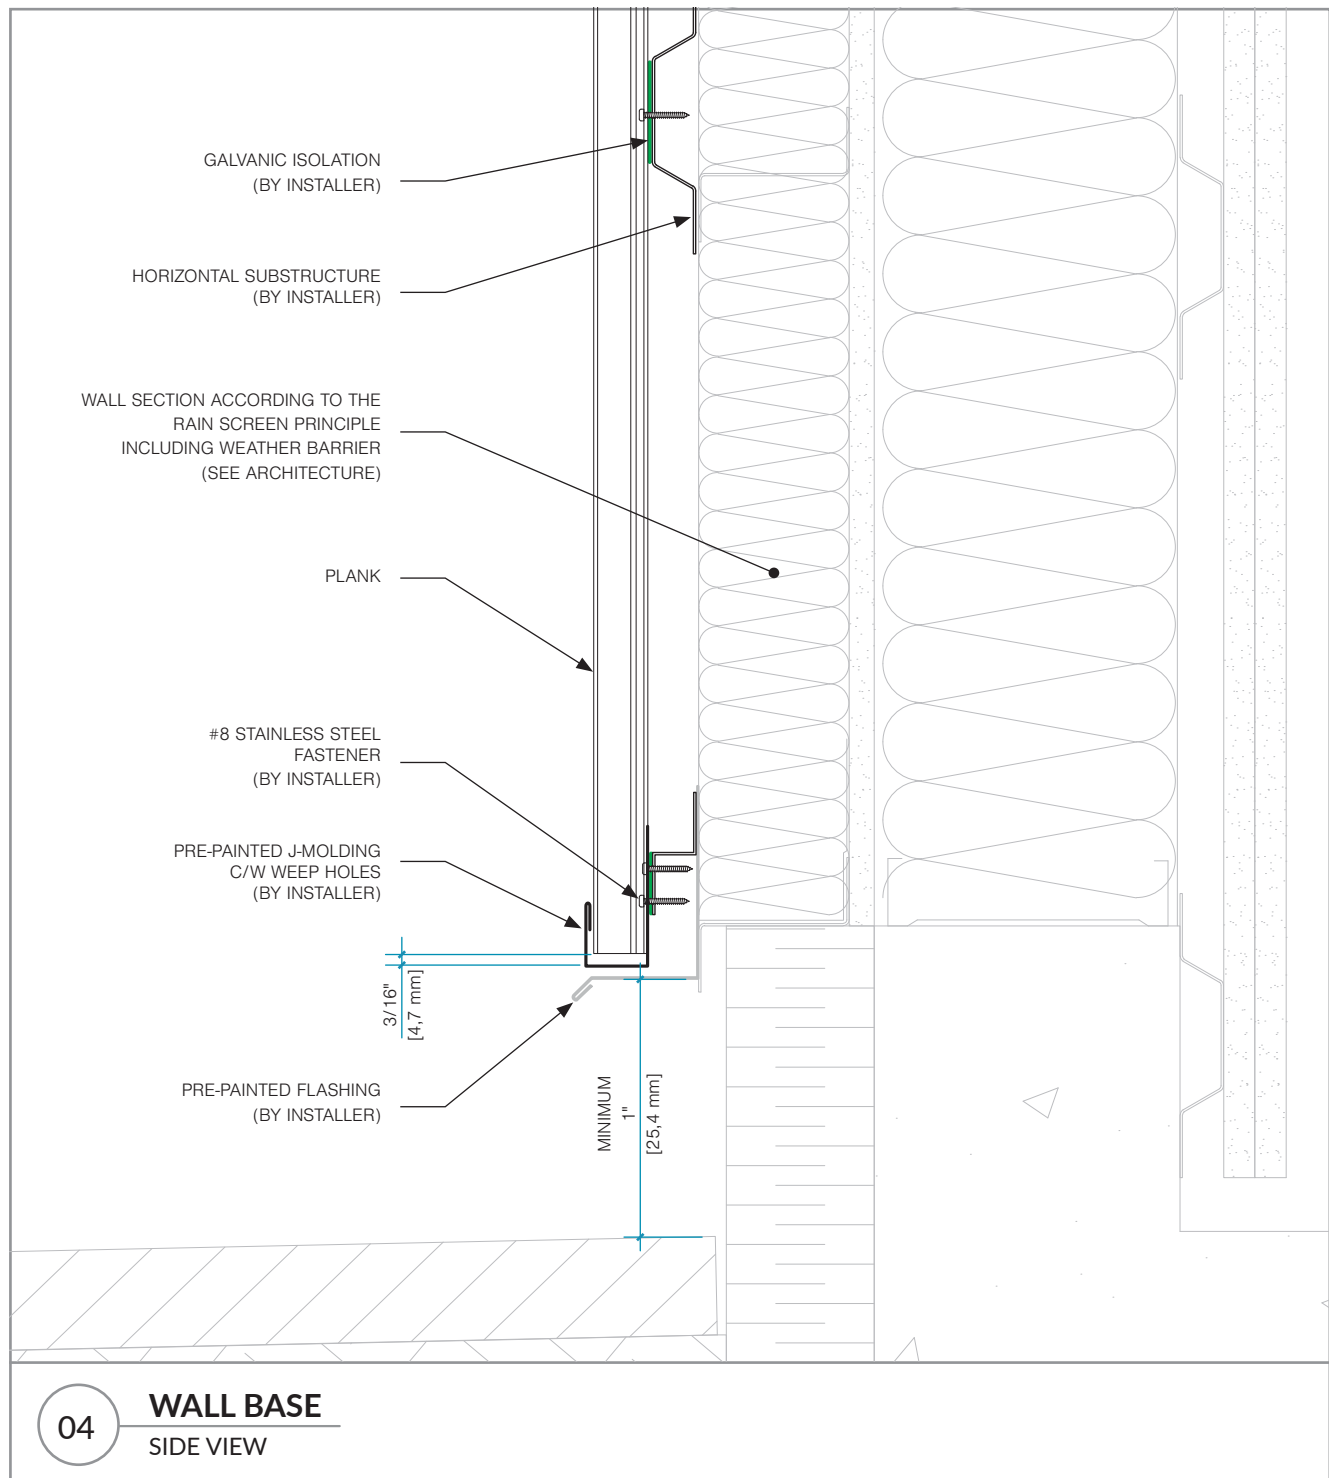 GALVANIC ISOLATION
(BY INSTALLER)
HORIZONTAL SUBSTRUCTURE
(BY INSTALLER)
WALL SECTION ACCORDING TO THE
RAIN SCREEN PRINCIPLE
INCLUDING WEATHER BARRIER
(SEE ARCHITECTURE)
PLANK
#8 STAINLESS STEEL
FASTENER
(BY INSTALLER)
PRE-PAINTED J-MOLDING
C/W WEEP HOLES
(BY INSTALLER)
3/16"
[4,7 mm]
PRE-PAINTED FLASHING
(BY INSTALLER)
MINIMUM
1"
[25,4 mm]
04
WALL BASE
SIDE VIEW